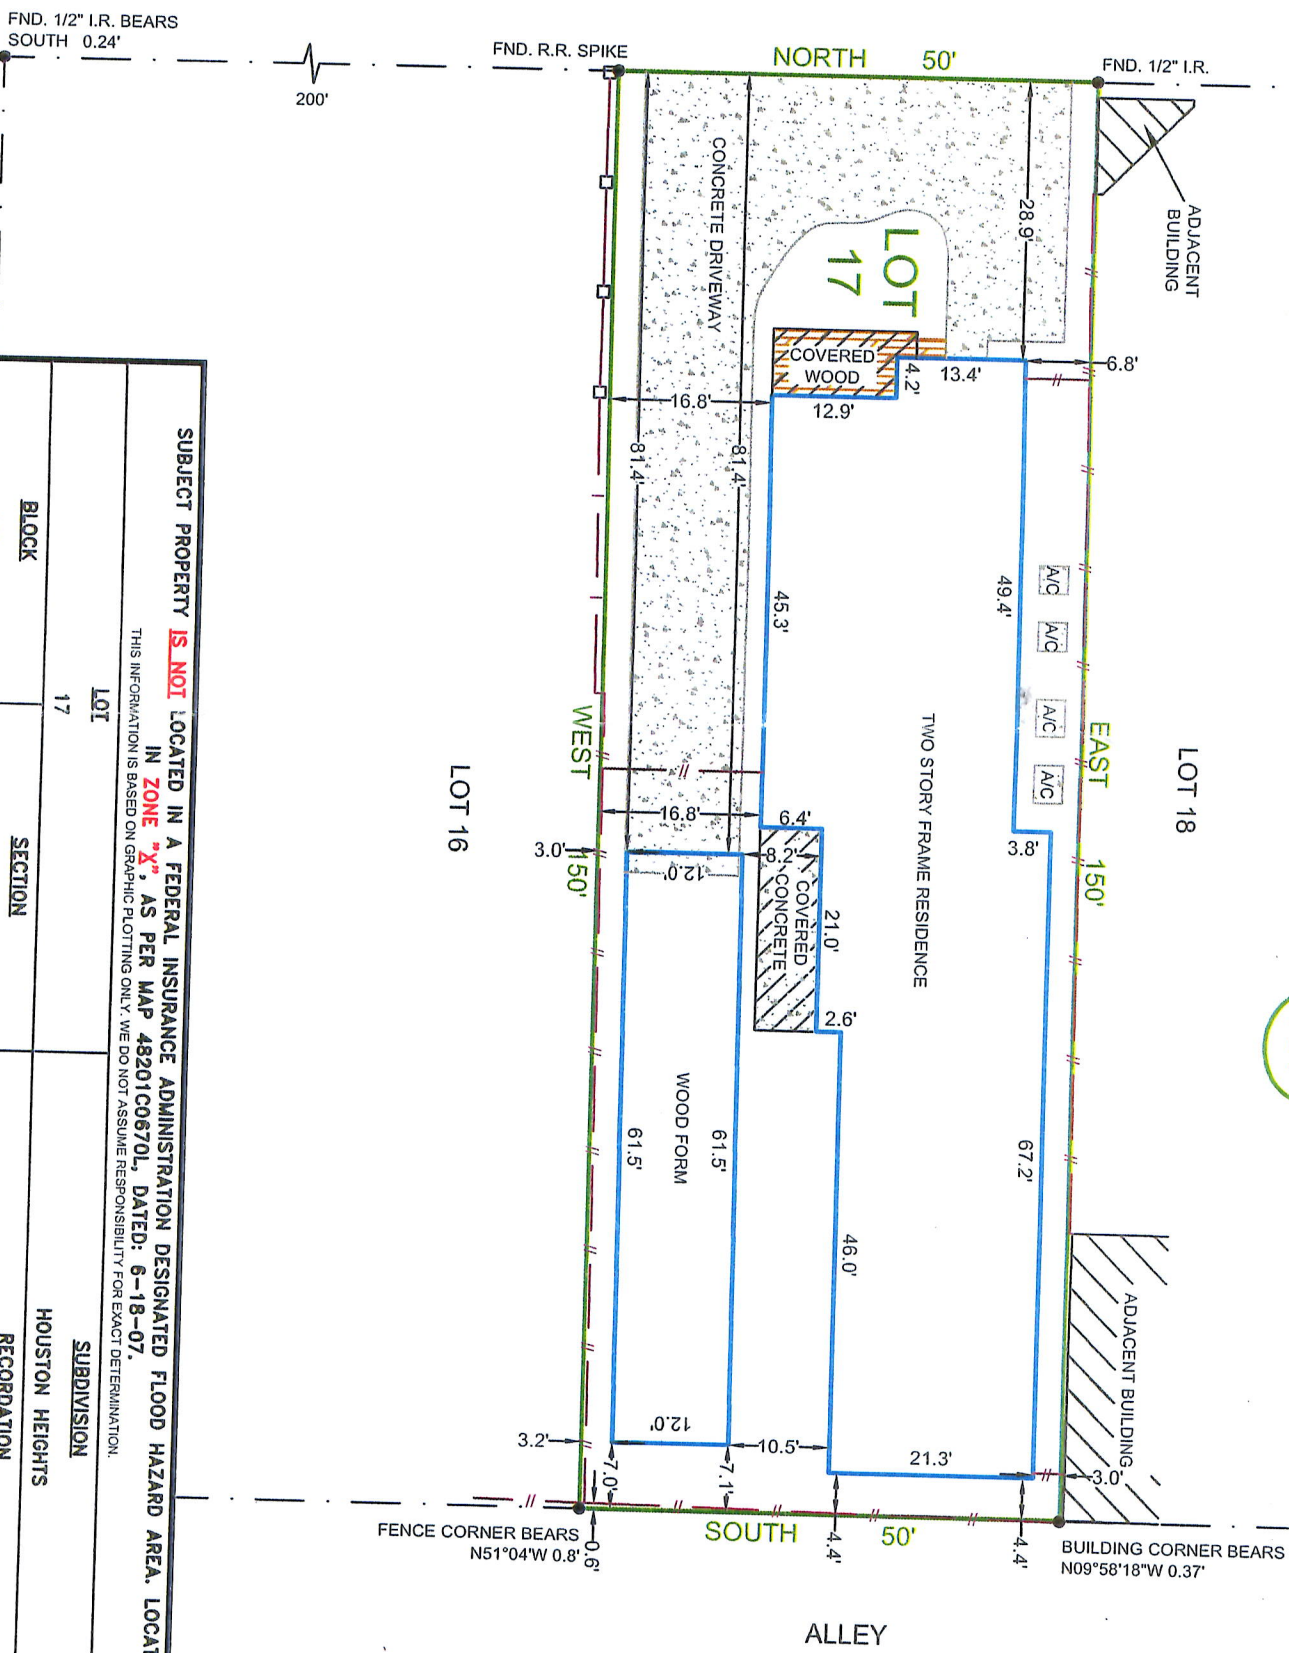 FND. 1/2" I.R. BEARS
SOUTH 0.24'
200'
FND. R.R. SPIKE
NORTH 50'
FND. 1/2" I.R.
ADJACENT
BUILDING
CONCRETE DRIVEWAY
28.9'
LOT
17
COVERED
WOOD
4.2'
13.4'
6.8'
16.8'
12.9'
81.4'
81.4'
45.3'
49.4'
A/C
A/C
A/C
A/C
TWO STORY FRAME RESIDENCE
EAST 150'
LOT 18
WEST 150'
LOT 16
16.8'
6.4'
3.8'
3.0'
12.0'
8.2'
COVERED
CONCRETE
21.0'
2.6'
WOOD FORM
61.5'
61.5'
67.2'
46.0'
ADJACENT BUILDING
12.0'
3.2'
10.5'
21.3'
3.0'
7.0'
7.1'
SOUTH 50'
4.4'
4.4'
0.6'
FENCE CORNER BEARS
N51°04'W 0.8'
BUILDING CORNER BEARS
N09°58'18"W 0.37'
ALLEY
SUBJECT PROPERTY IS NOT LOCATED IN A FEDERAL INSURANCE ADMINISTRATION DESIGNATED FLOOD HAZARD AREA. LOCAT
IN ZONE "X", AS PER MAP 48201C0670L, DATED: 6-18-07.
THIS INFORMATION IS BASED ON GRAPHIC PLOTTING ONLY. WE DO NOT ASSUME RESPONSIBILITY FOR EXACT DETERMINATION.
LOT
SUBDIVISION
17
HOUSTON HEIGHTS
BLOCK
SECTION
RECORDATION